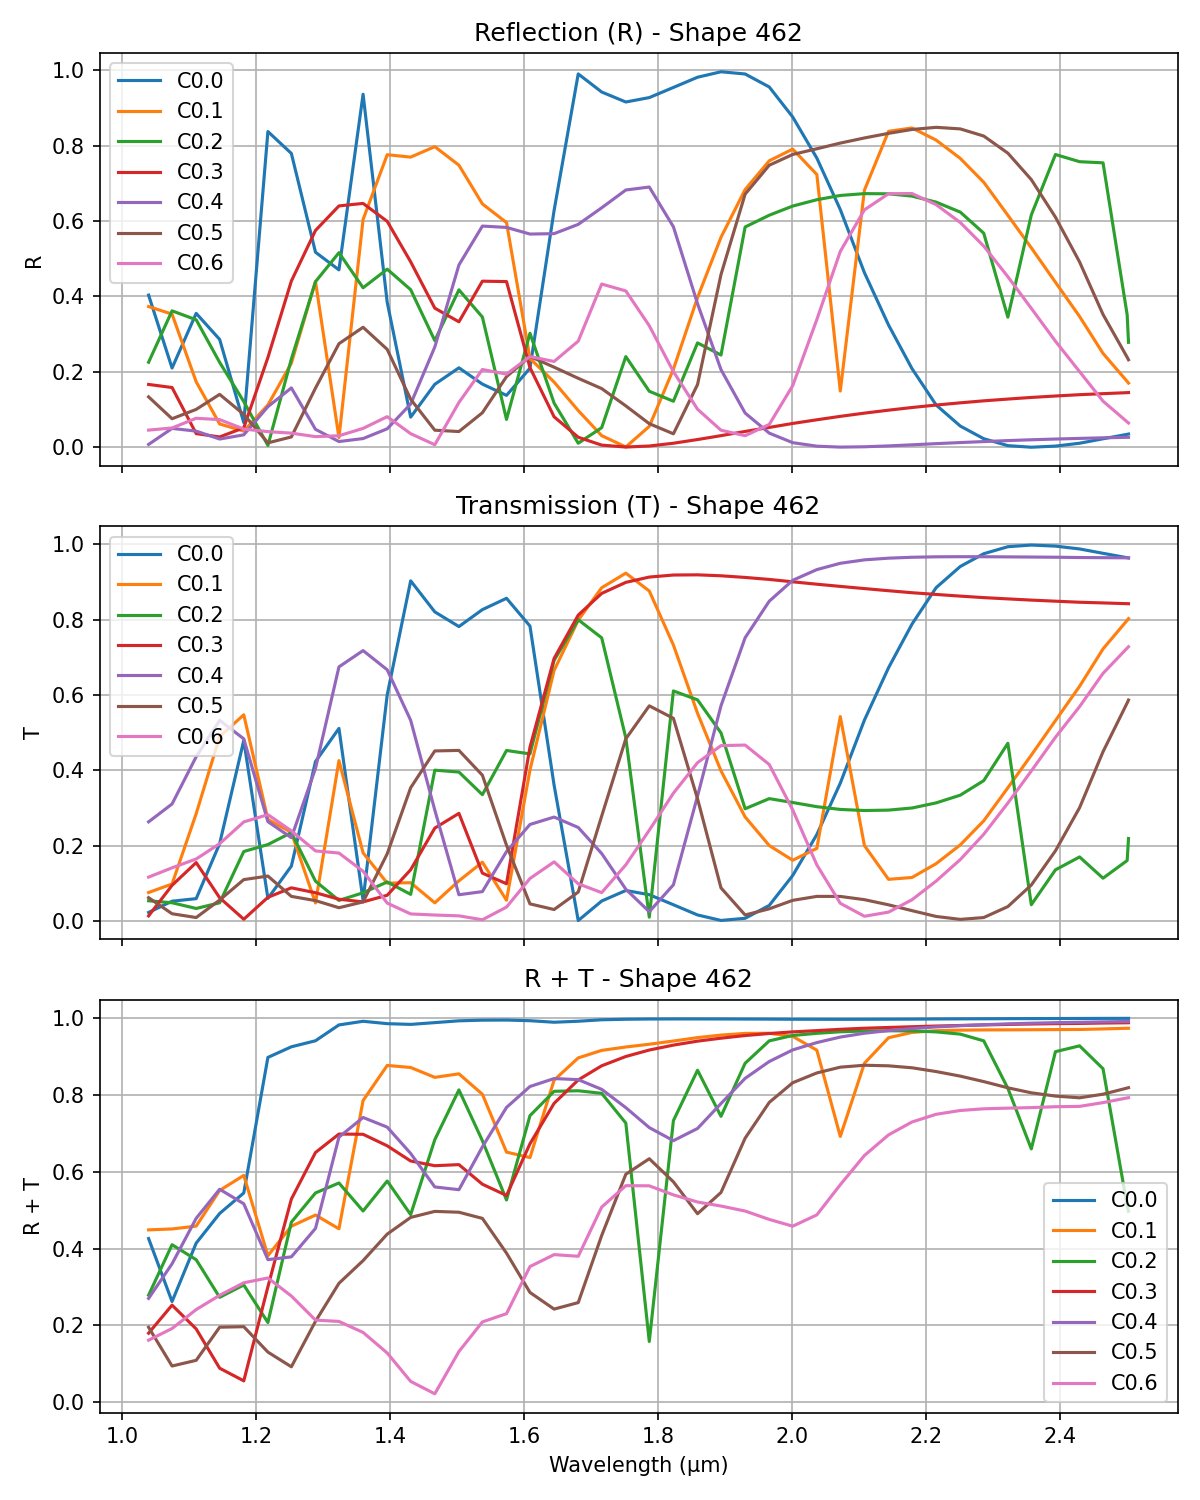 Reflection (R) - Shape 462
1.0
0.8
0.6
0.4
0.2
0.0
R
C0.0
C0.1
C0.2
C0.3
C0.4
C0.5
C0.6
Transmission (T) - Shape 462
1.0
0.8
0.6
0.4
0.2
0.0
T
C0.0
C0.1
C0.2
C0.3
C0.4
C0.5
C0.6
R + T - Shape 462
1.0
0.8
0.6
0.4
0.2
0.0
R + T
C0.0
C0.1
C0.2
C0.3
C0.4
C0.5
C0.6
1.0 1.2 1.4 1.6 1.8 2.0 2.2 2.4
Wavelength (μm)